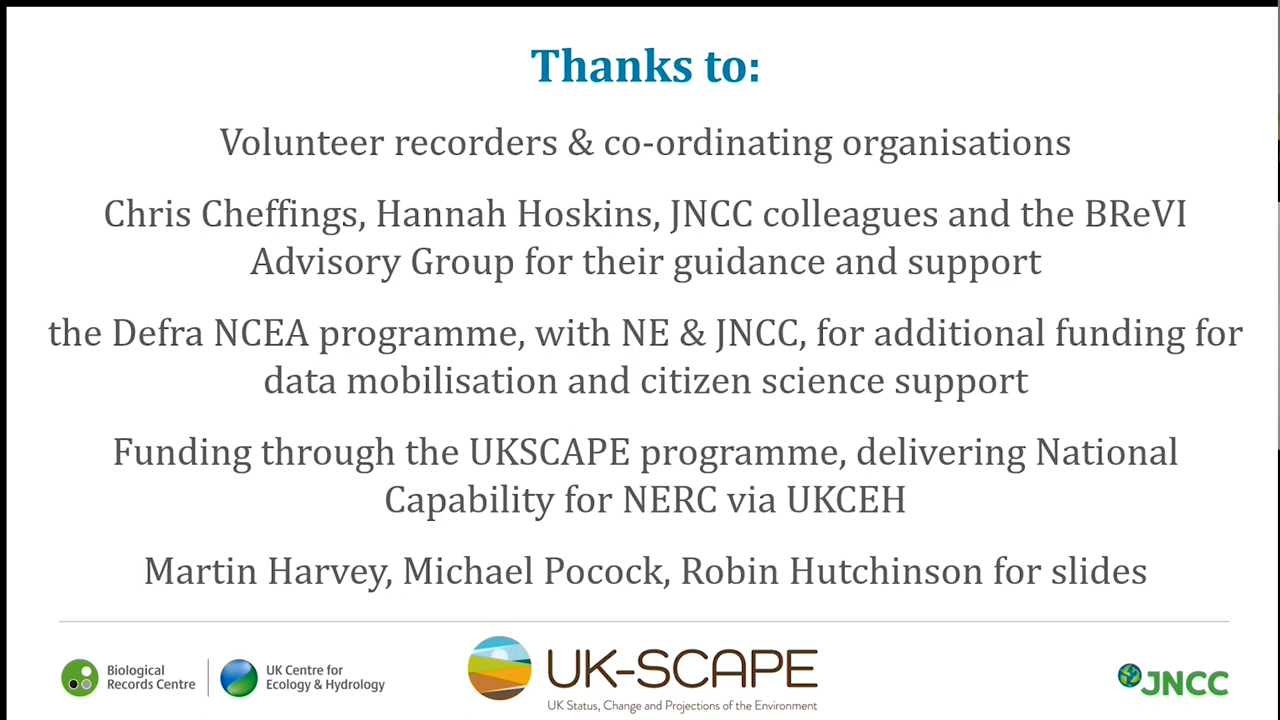 Thanks to:
Volunteer recorders & co-ordinating organisations
Chris Cheffings, Hannah Hoskins, JNCC colleagues and the BReVI
Advisory Group for their guidance and support
the Defra NCEA programme, with NE & JNCC, for additional funding for
data mobilisation and citizen science support
Funding through the UKSCAPE programme, delivering National
Capability for NERC via UKCEH
Martin Harvey, Michael Pocock, Robin Hutchinson for slides
Biological
Records Centre
UK Centre for
Ecology & Hydrology
UK-SCAPE
UK Status, Change and Projections of the Environment
JNCC